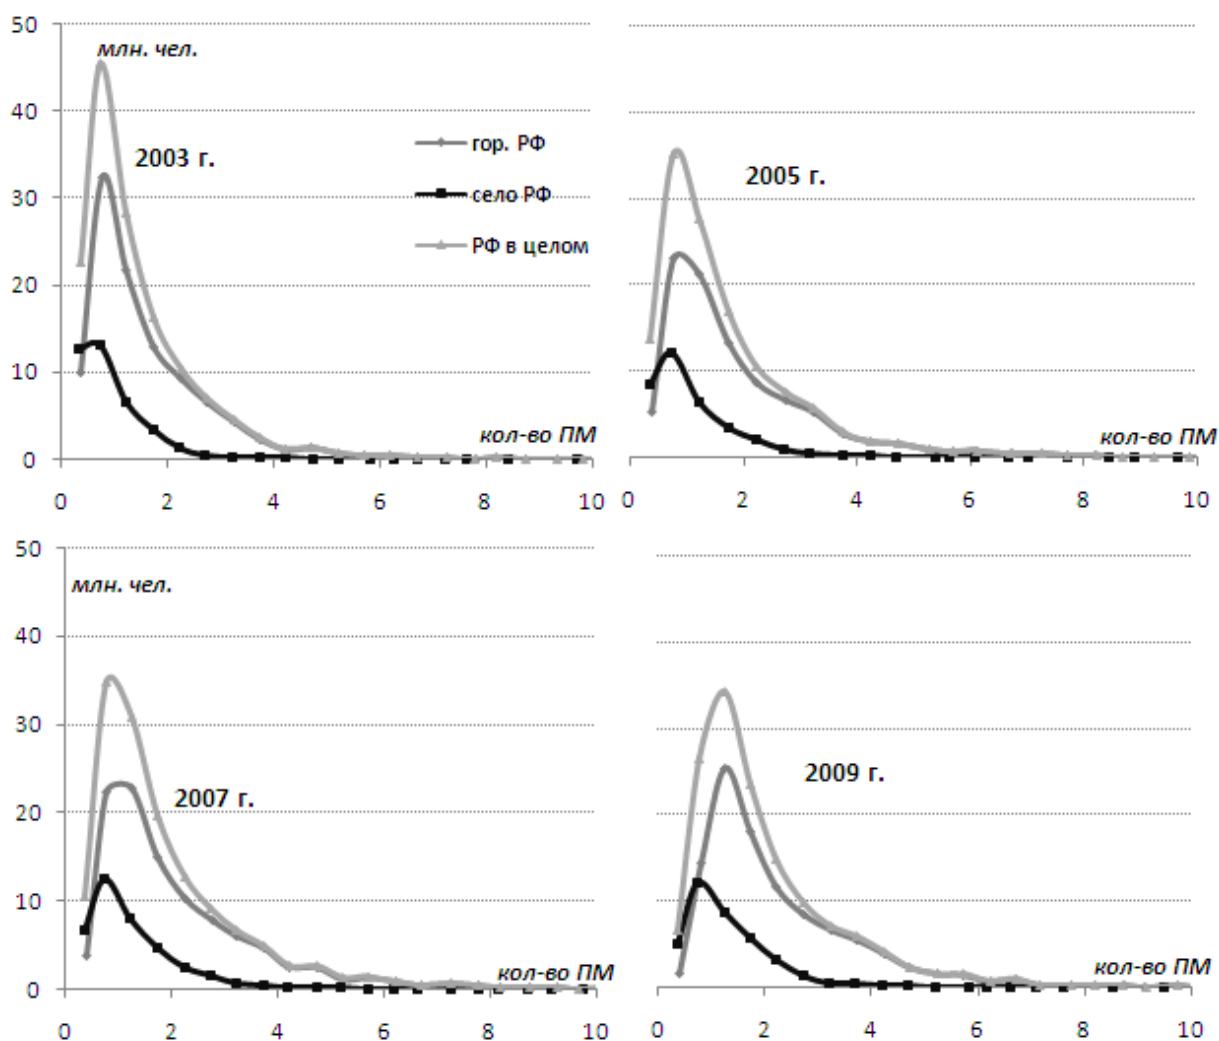 50
млн. чел.
40
2003 г.
30
20
10
0
гор. РФ
село РФ
РФ в целом
кол-во ПМ
0 2 4 6 8 10
2005 г.
кол-во ПМ
0 2 4 6 8 10
50
млн. чел.
40
30
20
10
0
2007 г.
кол-во ПМ
0 2 4 6 8 10
2009 г.
кол-во ПМ
0 2 4 6 8 10